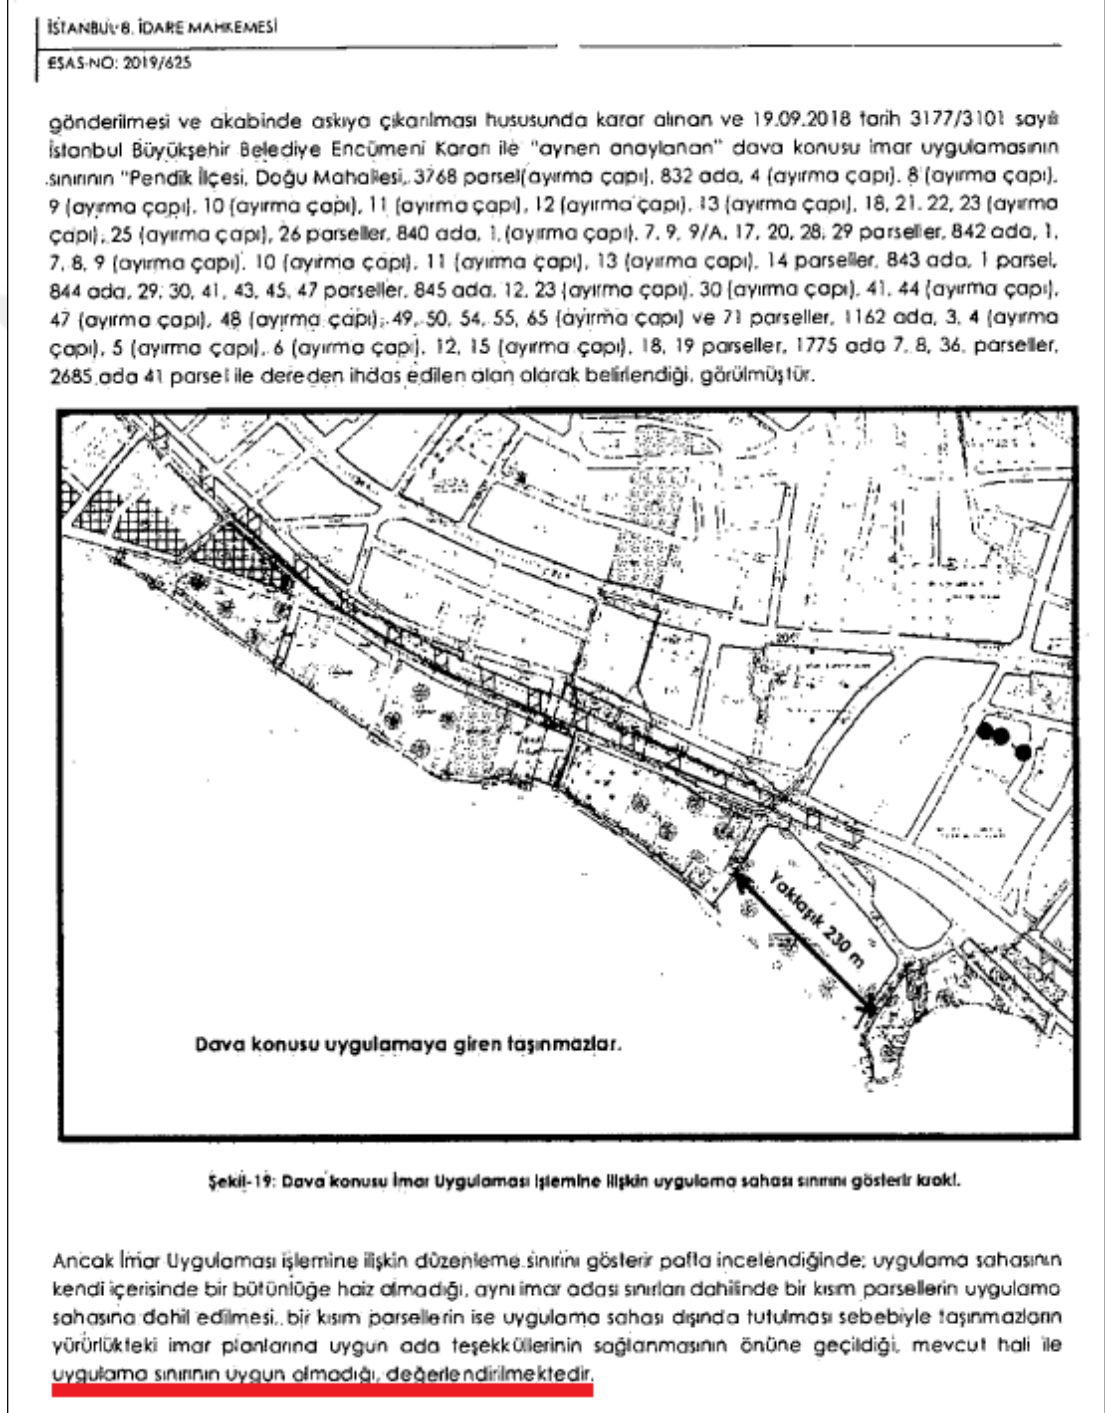 İSTANBUL 8. İDARE MAHKEMESİ
ESAS-NO: 2019/625
gönderilmesi ve akabinde askıya çıkarılması hususunda karar alınan ve 19.09.2018 tarih 3177/3101 sayılı
İstanbul Büyükşehir Belediye Encümeni Kararı ile "aynen anaylanan" dava konusu imar uygulamasının
sınırının "Pendik İlçesi, Doğu Mahallesi, 3768 parsel(ayırma çapı), 832 ada, 4 (ayırma çapı), 8 (ayırma çapı),
9 (ayırma çapı), 10 (ayırma çapı), 11 (ayırma çapı), 12 (ayırma çapı), 13 (ayırma çapı), 18, 21, 22, 23 (ayırma
çapı), 25 (ayırma çapı), 26 parseller, 840 ada, 1, (ayırma çapı), 7, 9, 9/A, 17, 20, 28, 29 parseller, 842 ada, 1,
7, 8, 9 (ayırma çapı), 10 (ayırma çapı), 11 (ayırma çapı), 13 (ayırma çapı), 14 parseller, 843 ada, 1 parsel,
844 ada, 29, 30, 41, 43, 45, 47 parseller, 845 ada, 12, 23 (ayırma çapı), 30 (ayırma çapı), 41, 44 (ayırma çapı),
47 (ayırma çapı), 48 (ayırma çapı), 49, 50, 54, 55, 65 (ayırma çapı) ve 71 parseller, 1162 ada, 3, 4 (ayırma
çapı), 5 (ayırma çapı), 6 (ayırma çapı), 12, 15 (ayırma çapı), 18, 19 parseller, 1775 ada 7, 8, 36, parseller,
2685 ada 41 parsel ile dereden ihdas edilen alan olarak belirlendiği, görülmüştür.
Yaklaşık 230 m
Dava konusu uygulamaya giren taşınmazlar.
Şekil-19: Dava konusu İmar Uygulaması İşlemine ilişkin uygulama sahası sınırını gösterir kroki.
Ancak İmar Uygulaması işlemine ilişkin düzenleme sınırını gösterir pafta incelendiğinde; uygulama sahasının
kendi içerisinde bir bütünlüğe haiz olmadığı, aynı imar adası sınırları dahilinde bir kısım parsellerin uygulama
sahasına dahil edilmesi, bir kısım parsellerin ise uygulama sahası dışında tutulması sebebiyle taşınmazların
yürürlükteki imar planlarına uygun ada teşekküllerinin sağlanmasının önüne geçildiği, mevcut hali ile
uygulama sınırının uygun olmadığı, değerlendirilmektedir.